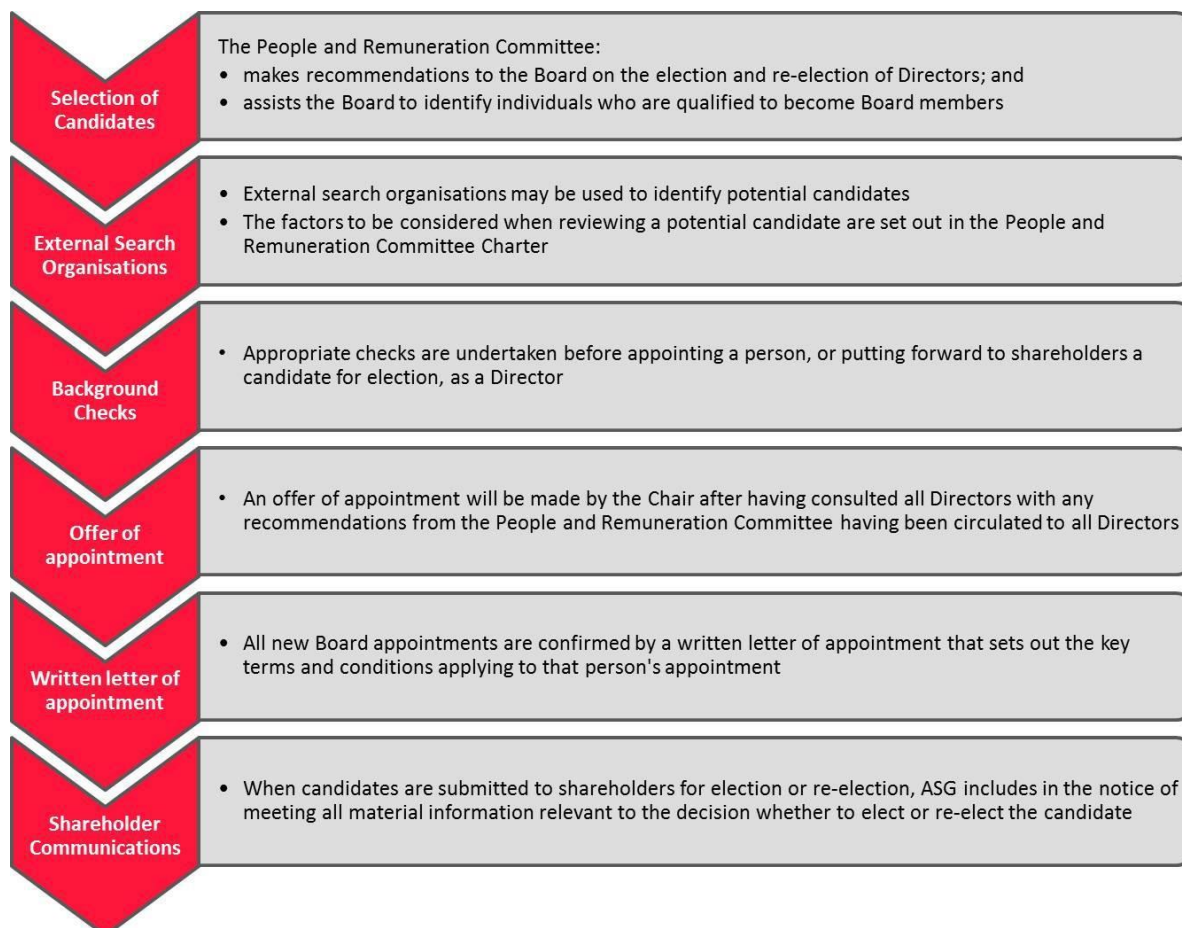 Selection of
Candidates
The People and Remuneration Committee:
• makes recommendations to the Board on the election and re-election of Directors; and
• assists the Board to identify individuals who are qualified to become Board members
External Search
Organisations
• External search organisations may be used to identify potential candidates
• The factors to be considered when reviewing a potential candidate are set out in the People and
Remuneration Committee Charter
Background
Checks
• Appropriate checks are undertaken before appointing a person, or putting forward to shareholders a
candidate for election, as a Director
Offer of
appointment
• An offer of appointment will be made by the Chair after having consulted all Directors with any
recommendations from the People and Remuneration Committee having been circulated to all Directors
Written letter of
appointment
• All new Board appointments are confirmed by a written letter of appointment that sets out the key
terms and conditions applying to that person's appointment
Shareholder
Communications
• When candidates are submitted to shareholders for election or re-election, ASG includes in the notice of
meeting all material information relevant to the decision whether to elect or re-elect the candidate